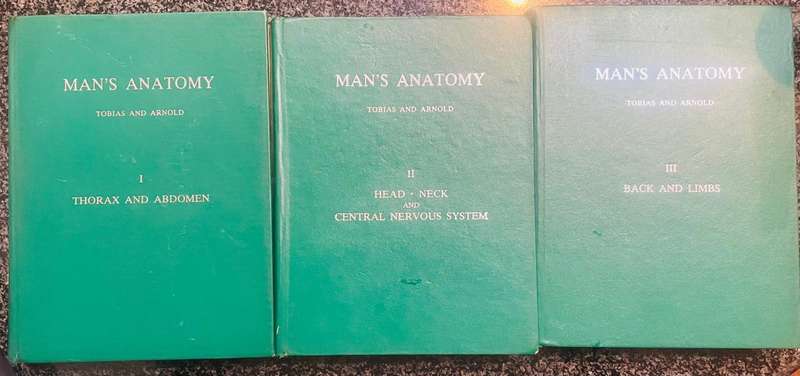 MAN'S ANATOMY
TOBIAS AND ARNOLD
I
THORAX AND ABDOMEN
MAN'S ANATOMY
TOBIAS AND ARNOLD
II
HEAD · NECK
AND
CENTRAL NERVOUS SYSTEM
MAN'S ANATOMY
TOBIAS AND ARNOLD
III
BACK AND LIMBS